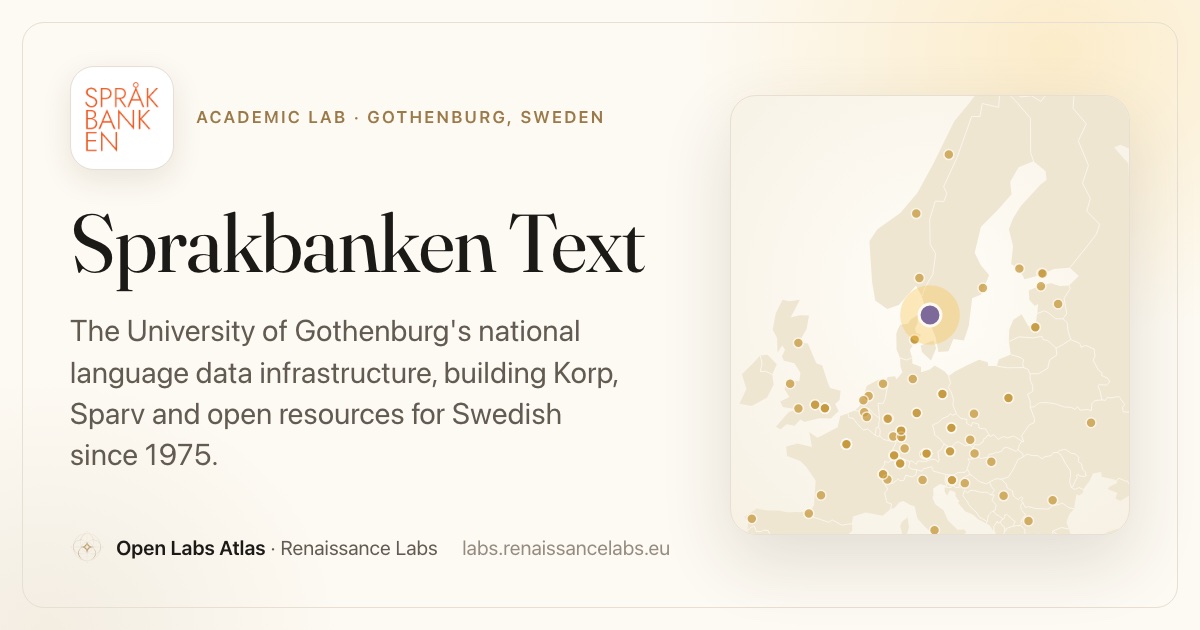 SPRÅK
BANK
EN
ACADEMIC LAB · GOTHENBURG, SWEDEN
Sprakbanken Text
The University of Gothenburg's national
language data infrastructure, building Korp,
Sparv and open resources for Swedish
since 1975.
Open Labs Atlas · Renaissance Labs labs.renaissancelabs.eu